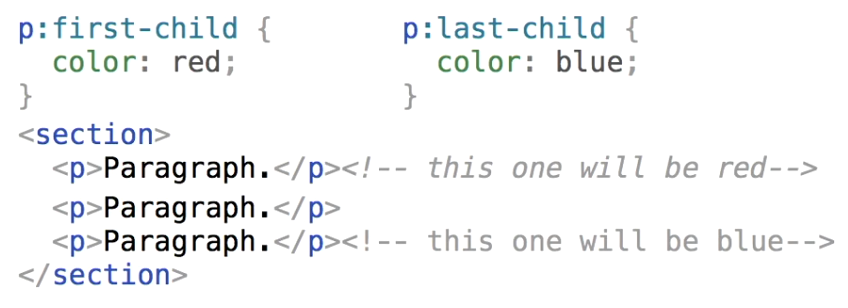 p:first-child {
  color: red;
}
p:last-child {
  color: blue;
}
<section>
  <p>Paragraph.</p><!-- this one will be red-->
  <p>Paragraph.</p>
  <p>Paragraph.</p><!-- this one will be blue-->
</section>